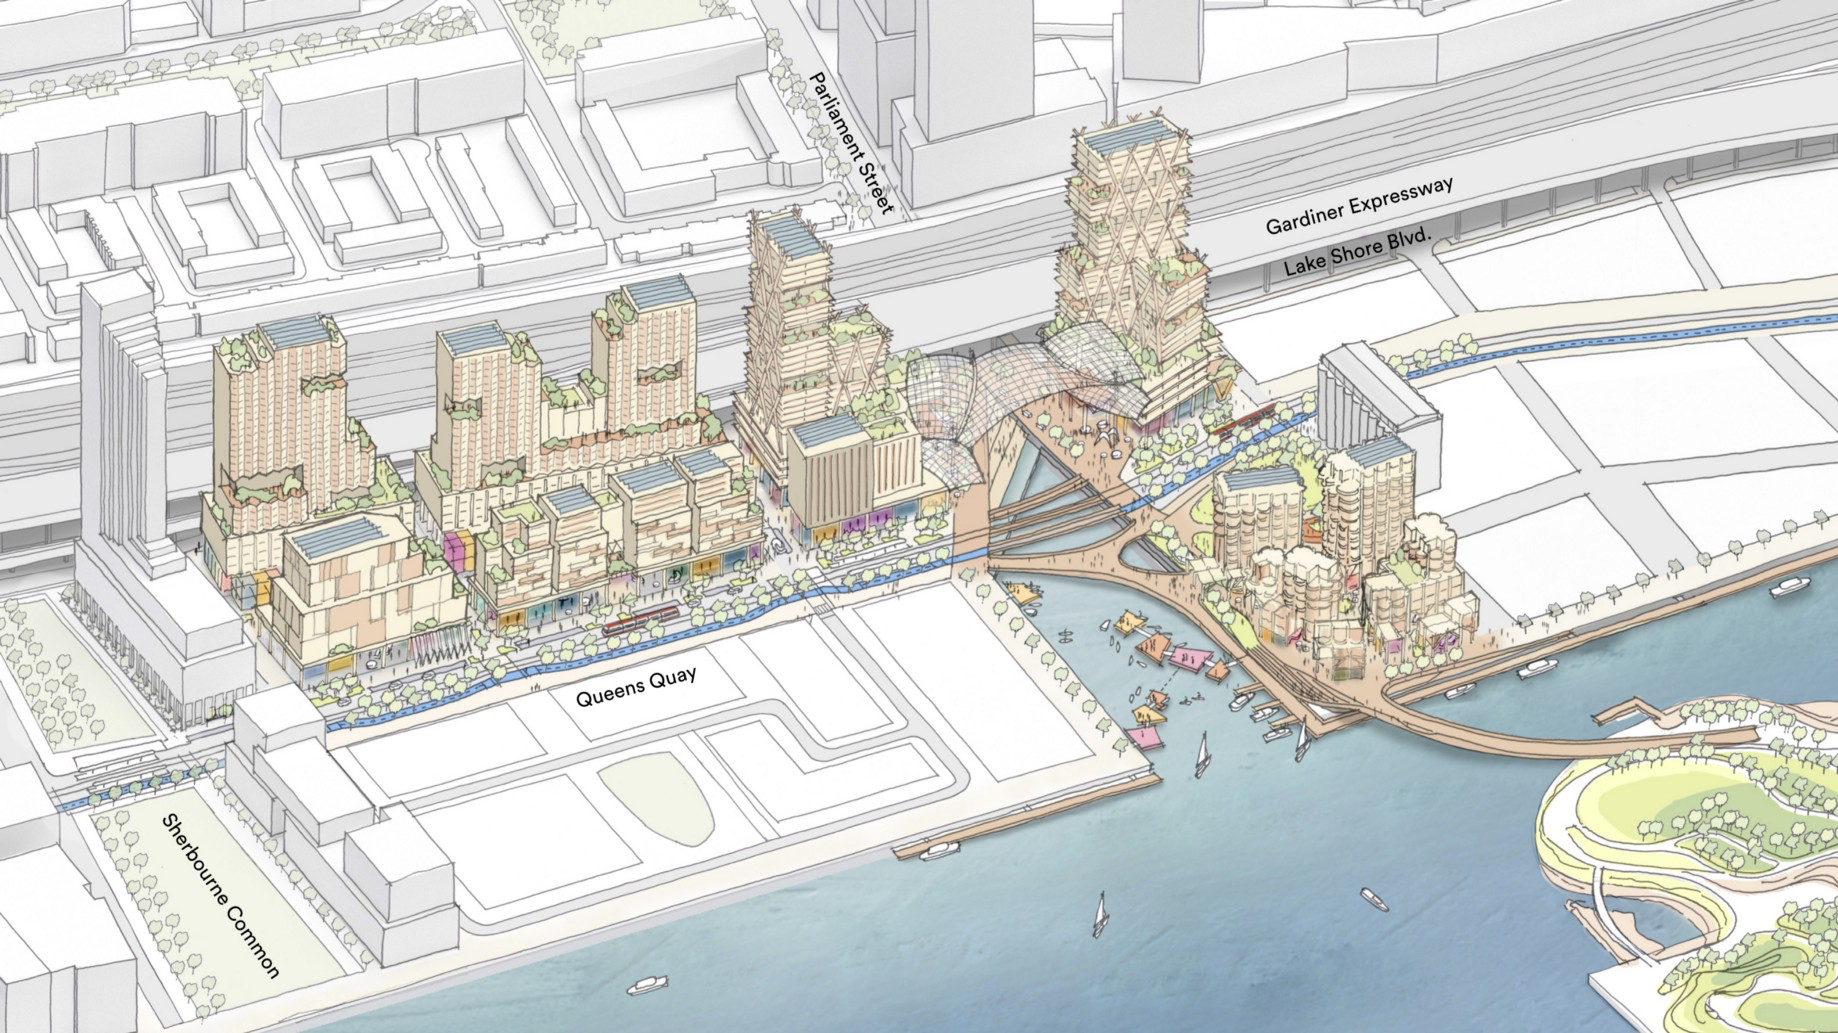 Parliament Street
Gardiner Expressway
Lake Shore Blvd.
Queens Quay
Sherbourne Common